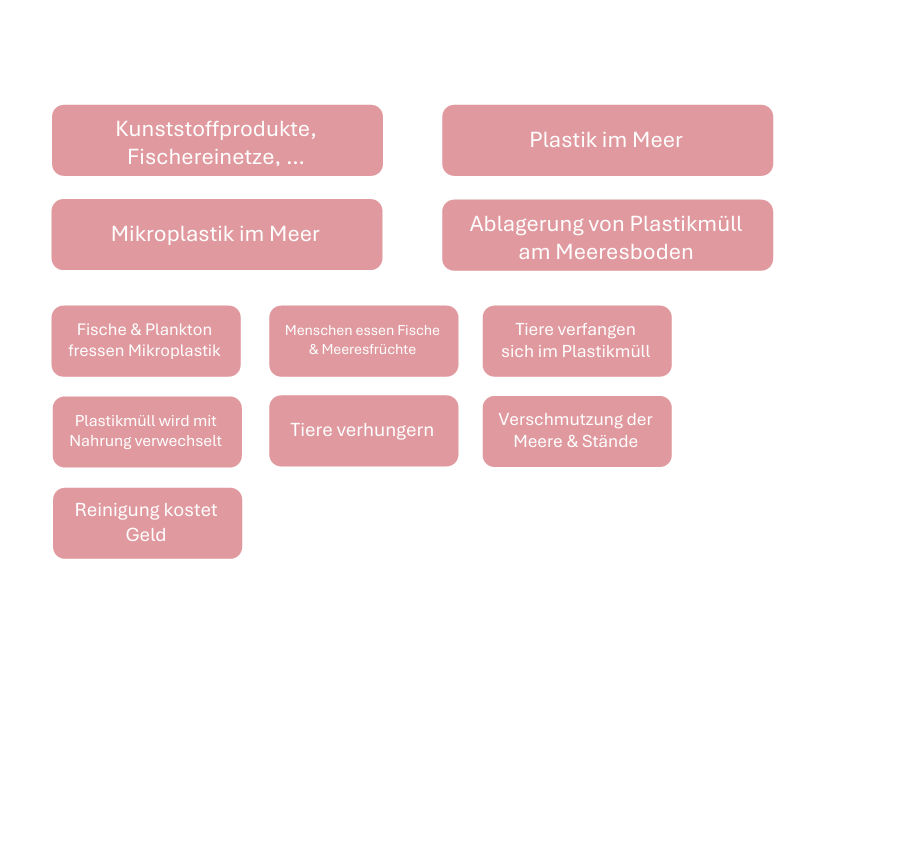 Kunststoffprodukte,
Fischereinetze, ...
Plastik im Meer
Mikroplastik im Meer
Ablagerung von Plastikmüll
am Meeresboden
Fische & Plankton
fressen Mikroplastik
Menschen essen Fische
& Meeresfrüchte
Tiere verfangen
sich im Plastikmüll
Plastikmüll wird mit
Nahrung verwechselt
Tiere verhungern
Verschmutzung der
Meere & Stände
Reinigung kostet
Geld